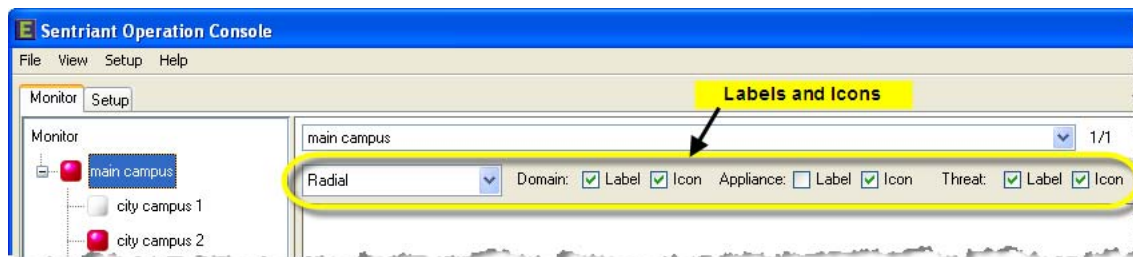 E Sentriant Operation Console
File View Setup Help
Monitor Setup
Labels and Icons
Monitor
main campus 1/1
main campus
Radial Domain: Label Icon Appliance: Label Icon Threat: Label Icon
city campus 1
city campus 2